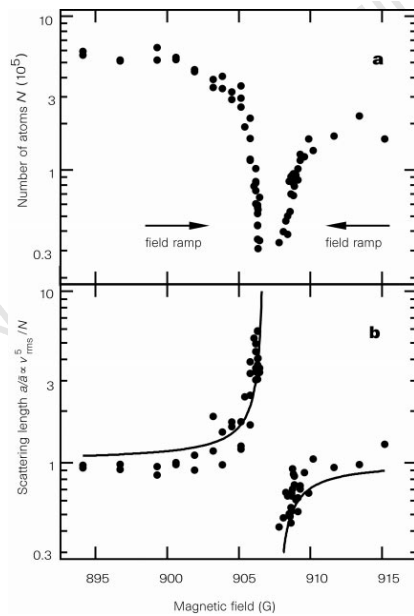 10
3
1
0.3
Number of atoms N (10⁵)
a
field ramp
field ramp
10
3
1
0.3
Scattering length a/ã ∝ v⁵rms/N
b
895
900
905
910
915
Magnetic field (G)